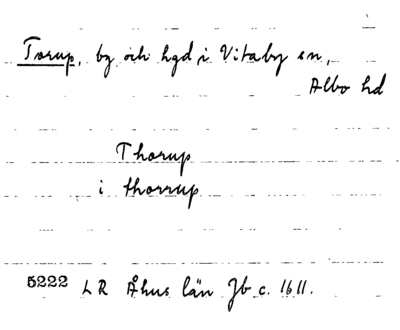 Torup, by och hgd i Vitaby sn,
Albo hd
Thorup
i thorrup
5222 LR Åhus län Jb c. 1611.